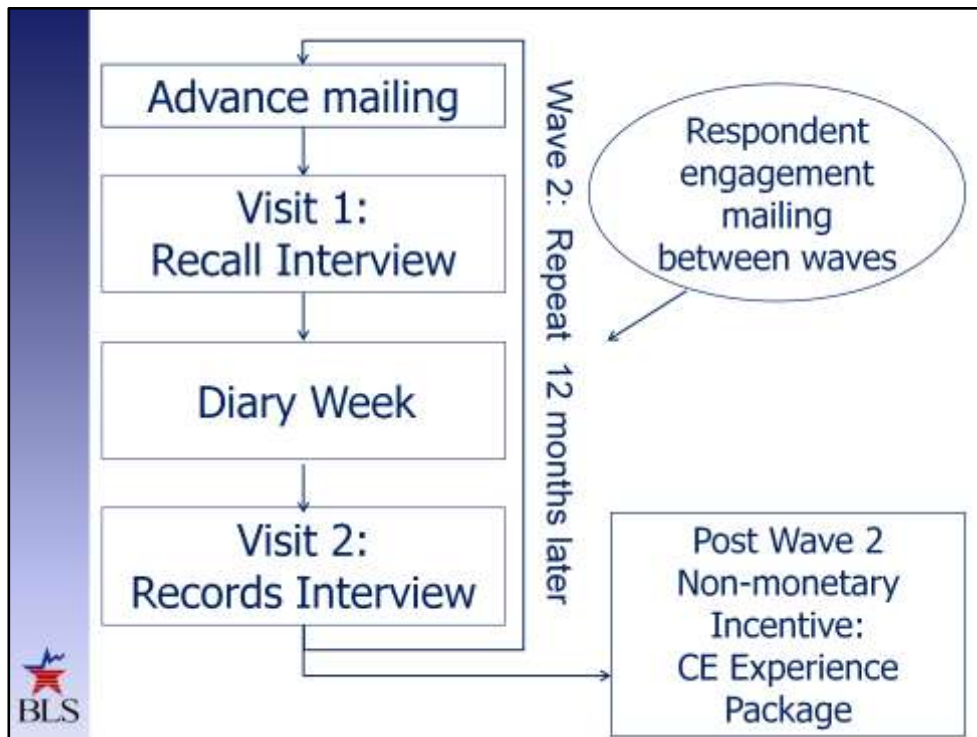 Advance mailing
Visit 1:
Recall Interview
Diary Week
Visit 2:
Records Interview
Wave 2: Repeat 12 months later
Respondent
engagement
mailing
between waves
Post Wave 2
Non-monetary
Incentive:
CE Experience
Package
BLS